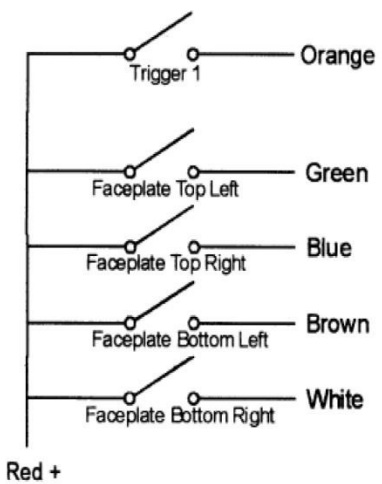 Orange
Trigger 1
Green
Faceplate Top Left
Blue
Faceplate Top Right
Brown
Faceplate Bottom Left
White
Faceplate Bottom Right
Red +